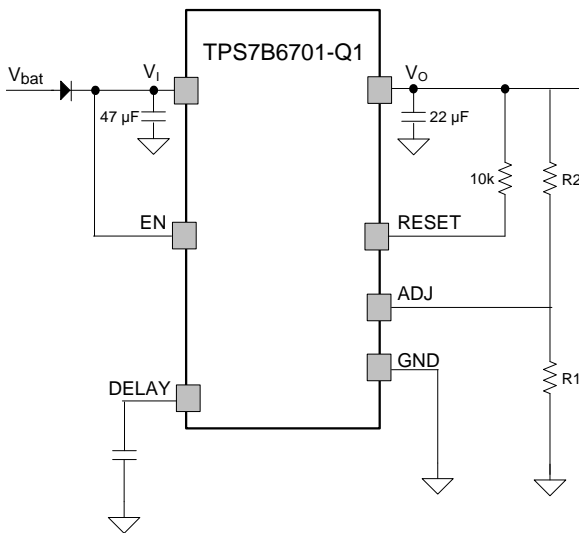 TPS7B6701-Q1
Vbat
VI
VO
47 µF
22 µF
10k
R2
EN
RESET
ADJ
GND
R1
DELAY